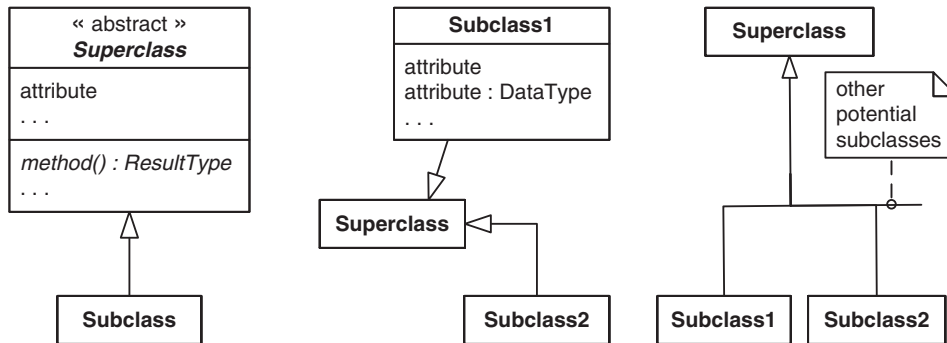 « abstract »
Superclass
attribute
. . .
method() : ResultType
. . .
Subclass
Subclass1
attribute
attribute : DataType
. . .
Superclass
Subclass2
Superclass
other
potential
subclasses
Subclass1
Subclass2